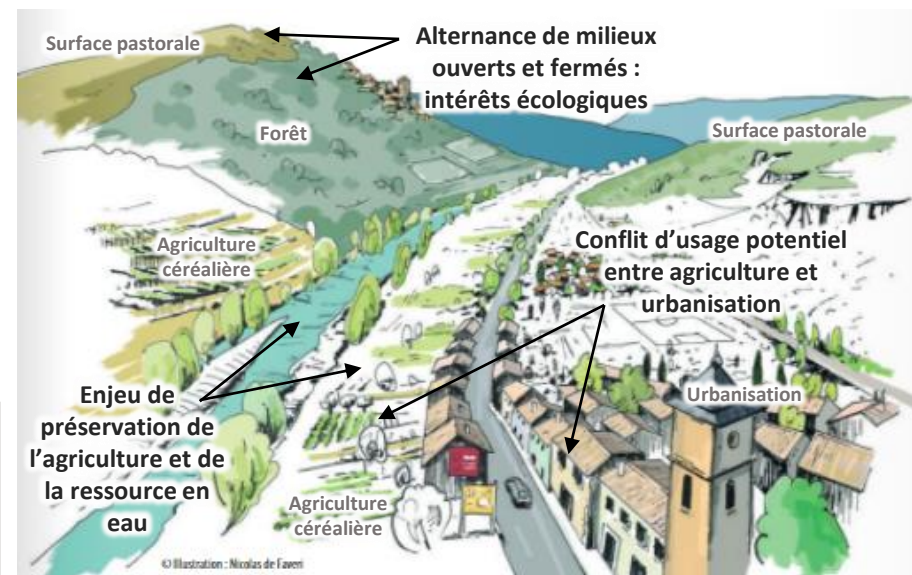 Surface pastorale
Alternance de milieux
ouverts et fermés :
intérêts écologiques
Forêt
Surface pastorale
Agriculture
céréalière
Conflit d'usage potentiel
entre agriculture et
urbanisation
Enjeu de
préservation de
l'agriculture et de
la ressource en
eau
Urbanisation
Agriculture
céréalière
© Illustration : Nicolas de Faveri